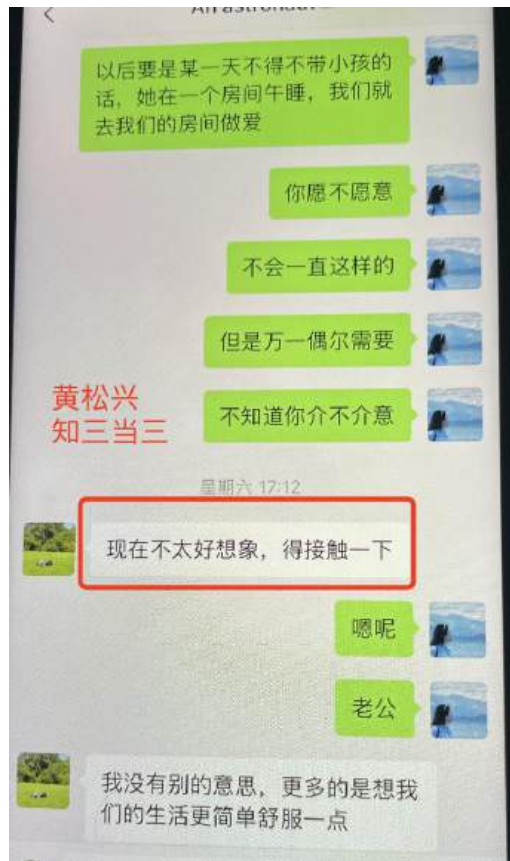 以后要是某一天不得不带小孩的
话，她在一个房间午睡，我们就
去我们的房间做爱
你愿不愿意
不会一直这样的
但是万一偶尔需要
黄松兴
知三当三
不知道你介不介意
星期六 17:12
现在不太好想象，得接触一下
嗯呢
老公
我没有别的意思，更多的是想我
们的生活更简单舒服一点